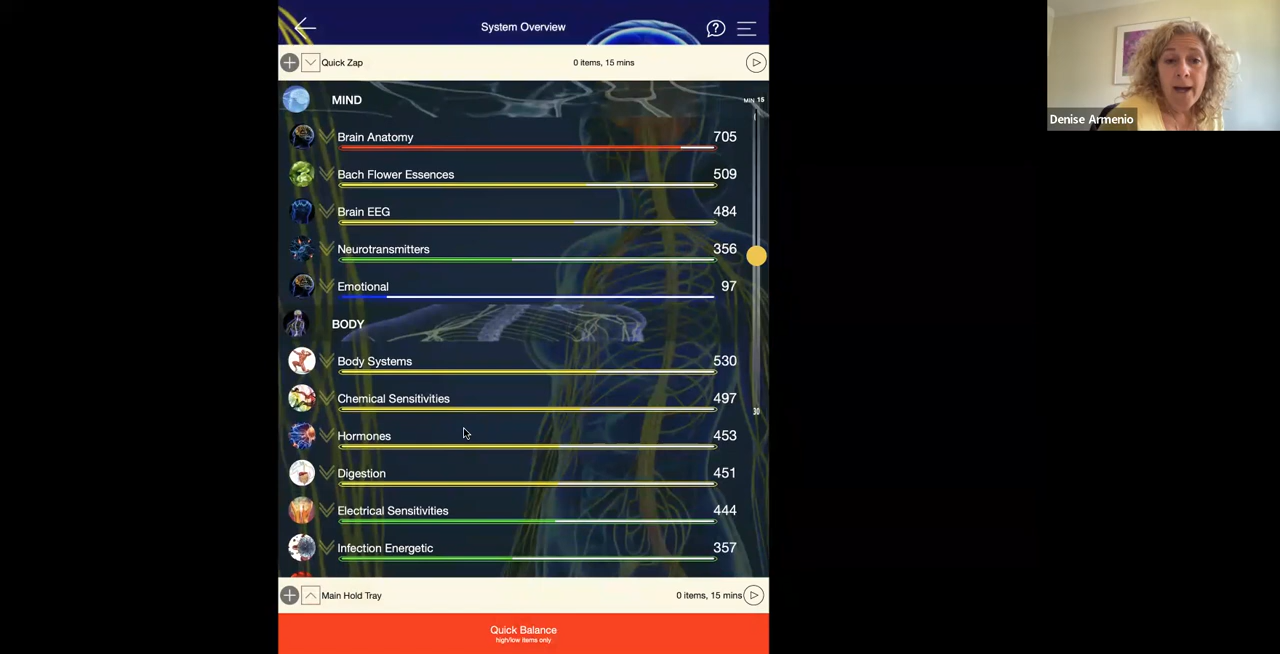 System Overview
Quick Zap
0 items, 15 mins
MIND
MIN 15
Brain Anatomy
705
Bach Flower Essences
509
Brain EEG
484
Neurotransmitters
356
Emotional
97
BODY
Body Systems
530
Chemical Sensitivities
497
30
Hormones
453
Digestion
451
Electrical Sensitivities
444
Infection Energetic
357
Main Hold Tray
0 items, 15 mins
Quick Balance
high/low items only
Denise Armenio